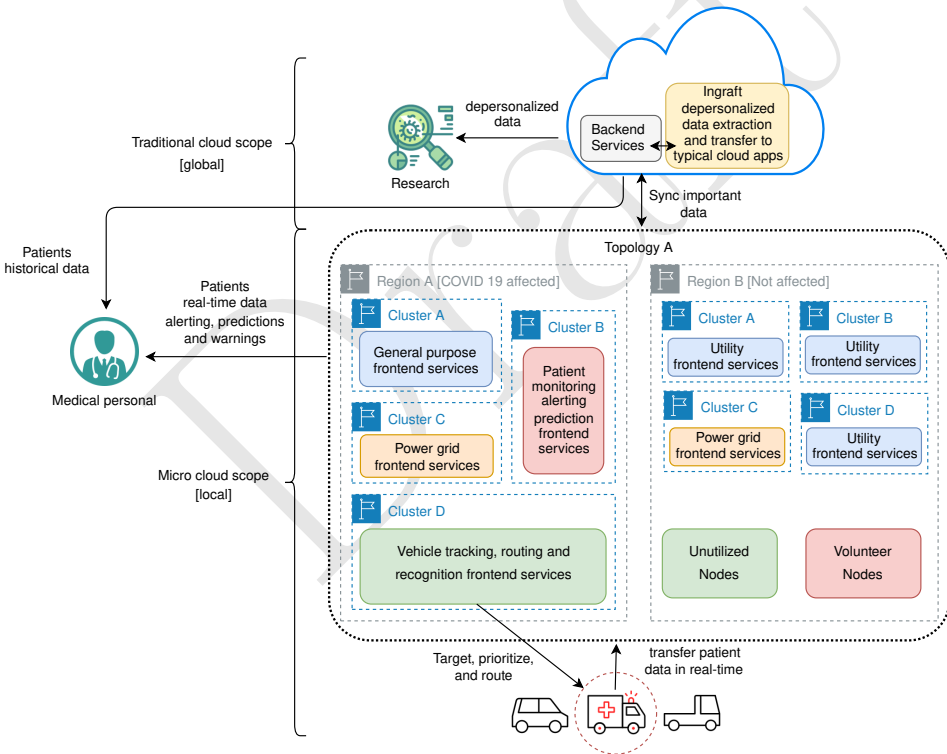 Ingraft
depersonalized
data extraction
and transfer to
typical cloud apps
Backend
Services
depersonalized
data
Research
Traditional cloud scope
[global]
Sync important
data
Patients
historical data
Topology A
Region A [COVID 19 affected]
Region B [Not affected]
Patients
real-time data
alerting, predictions
and warnings
Medical personal
Cluster A
General purpose
frontend services
Cluster B
Patient
monitoring
alerting
prediction
frontend
services
Cluster C
Power grid
frontend services
Cluster D
Vehicle tracking, routing and
recognition frontend services
Cluster A
Utility
frontend services
Cluster B
Utility
frontend services
Cluster C
Power grid
frontend services
Cluster D
Utility
frontend services
Unutilized
Nodes
Volunteer
Nodes
Micro cloud scope
[local]
Target, prioritize,
and route
transfer patient
data in real-time
Draft